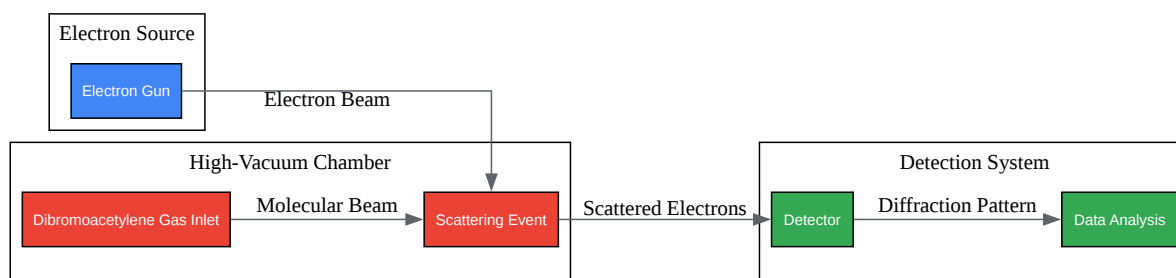 Electron Source
Electron Gun
Electron Beam
High-Vacuum Chamber
Detection System
Dibromoacetylene Gas Inlet
Molecular Beam
Scattering Event
Scattered Electrons
Detector
Diffraction Pattern
Data Analysis